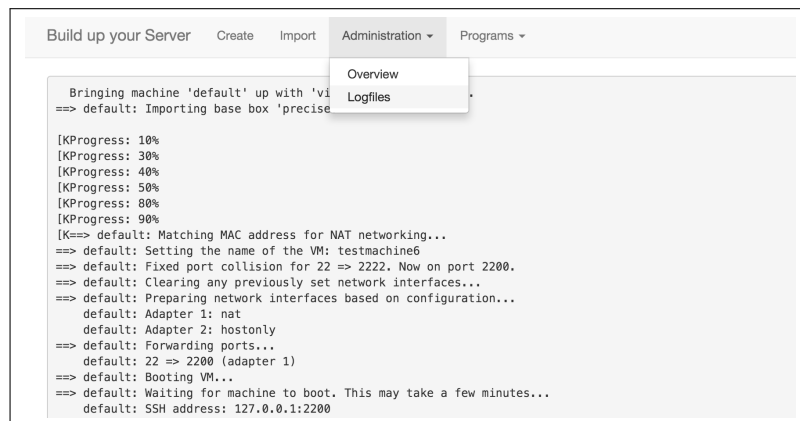 Build up your Server Create Import Administration Programs
Overview
Logfiles
Bringing machine 'default' up with 'vi .
==> default: Importing base box 'precise
[KProgress: 10%
[KProgress: 30%
[KProgress: 40%
[KProgress: 50%
[KProgress: 80%
[KProgress: 90%
[K==> default: Matching MAC address for NAT networking...
==> default: Setting the name of the VM: testmachine6
==> default: Fixed port collision for 22 => 2222. Now on port 2200.
==> default: Clearing any previously set network interfaces...
==> default: Preparing network interfaces based on configuration...
default: Adapter 1: nat
default: Adapter 2: hostonly
==> default: Forwarding ports...
default: 22 => 2200 (adapter 1)
==> default: Booting VM...
==> default: Waiting for machine to boot. This may take a few minutes...
default: SSH address: 127.0.0.1:2200